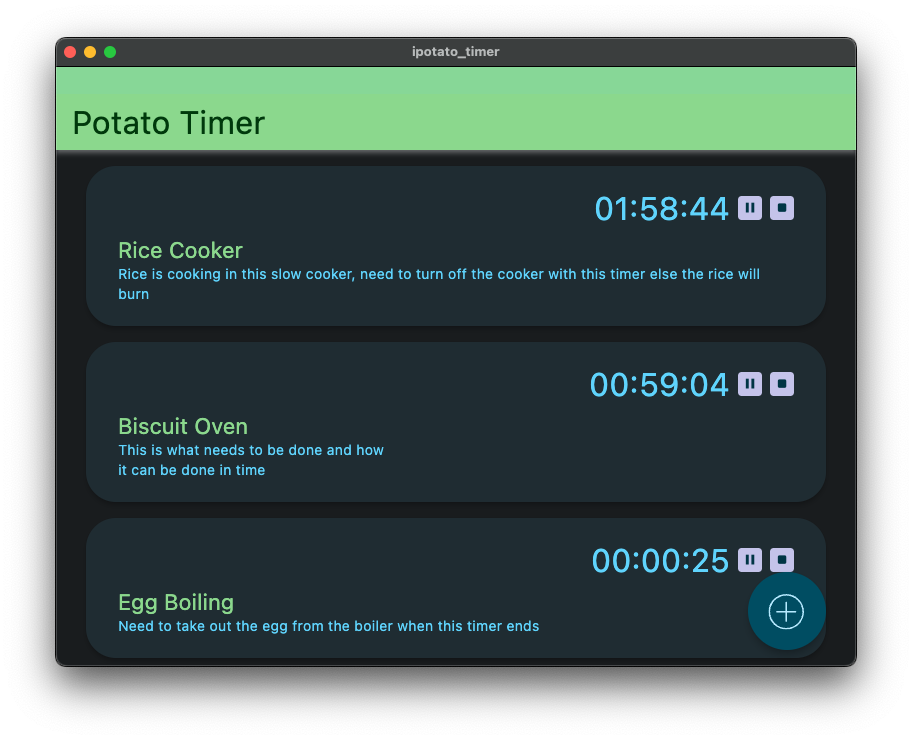 ipotato_timer
Potato Timer
01:58:44
Rice Cooker
Rice is cooking in this slow cooker, need to turn off the cooker with this timer else the rice will
burn
00:59:04
Biscuit Oven
This is what needs to be done and how
it can be done in time
00:00:25
Egg Boiling
Need to take out the egg from the boiler when this timer ends